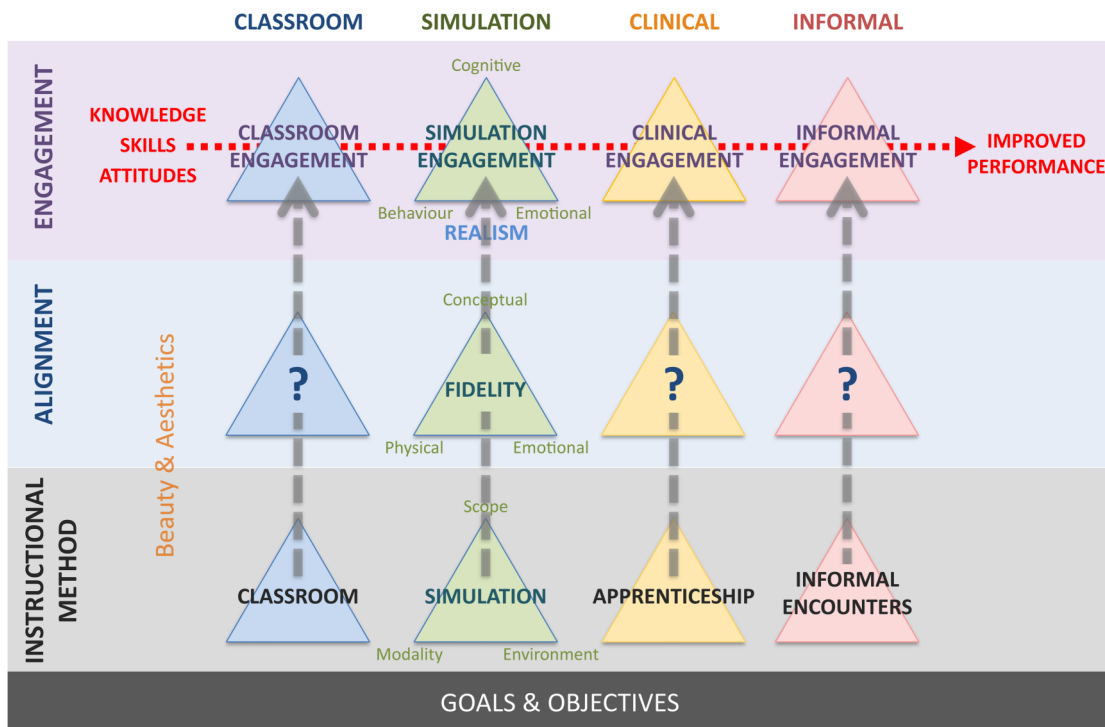 CLASSROOM
SIMULATION
CLINICAL
INFORMAL
ENGAGEMENT
KNOWLEDGE
SKILLS
ATTITUDES
CLASSROOM
ENGAGEMENT
Cognitive
SIMULATION
ENGAGEMENT
Behaviour
Emotional
REALISM
CLINICAL
ENGAGEMENT
INFORMAL
ENGAGEMENT
IMPROVED
PERFORMANCE
ALIGNMENT
Beauty & Aesthetics
?
Conceptual
FIDELITY
Physical
Emotional
?
?
INSTRUCTIONAL
METHOD
CLASSROOM
Scope
SIMULATION
Modality
Environment
APPRENTICESHIP
INFORMAL
ENCOUNTERS
GOALS & OBJECTIVES